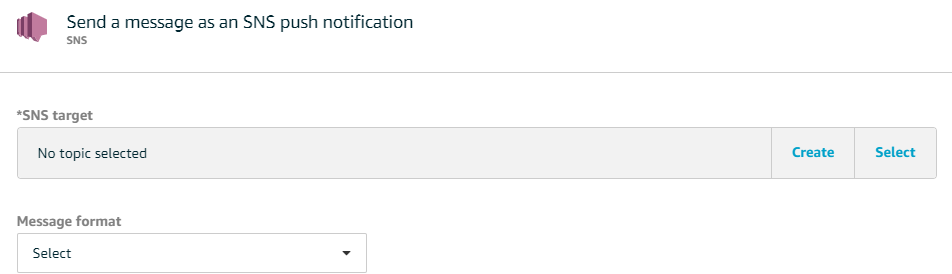 Send a message as an SNS push notification
SNS
*SNS target
No topic selected Create Select
Message format
Select